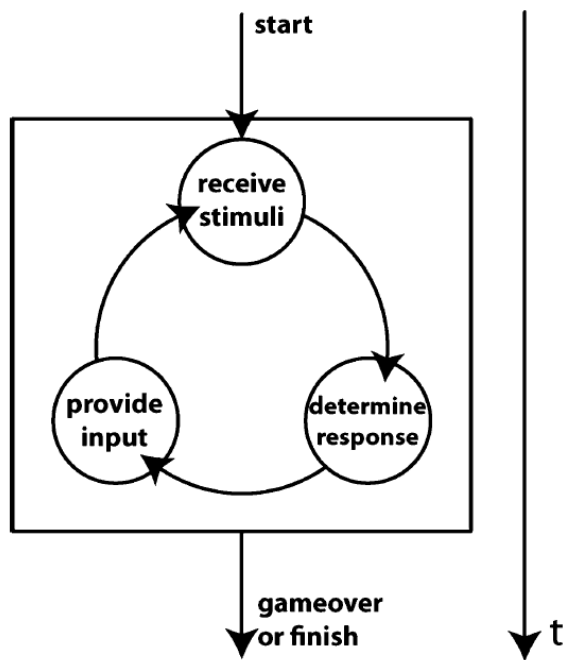 start
receive
stimuli
provide
input
determine
response
gameover
or finish
t